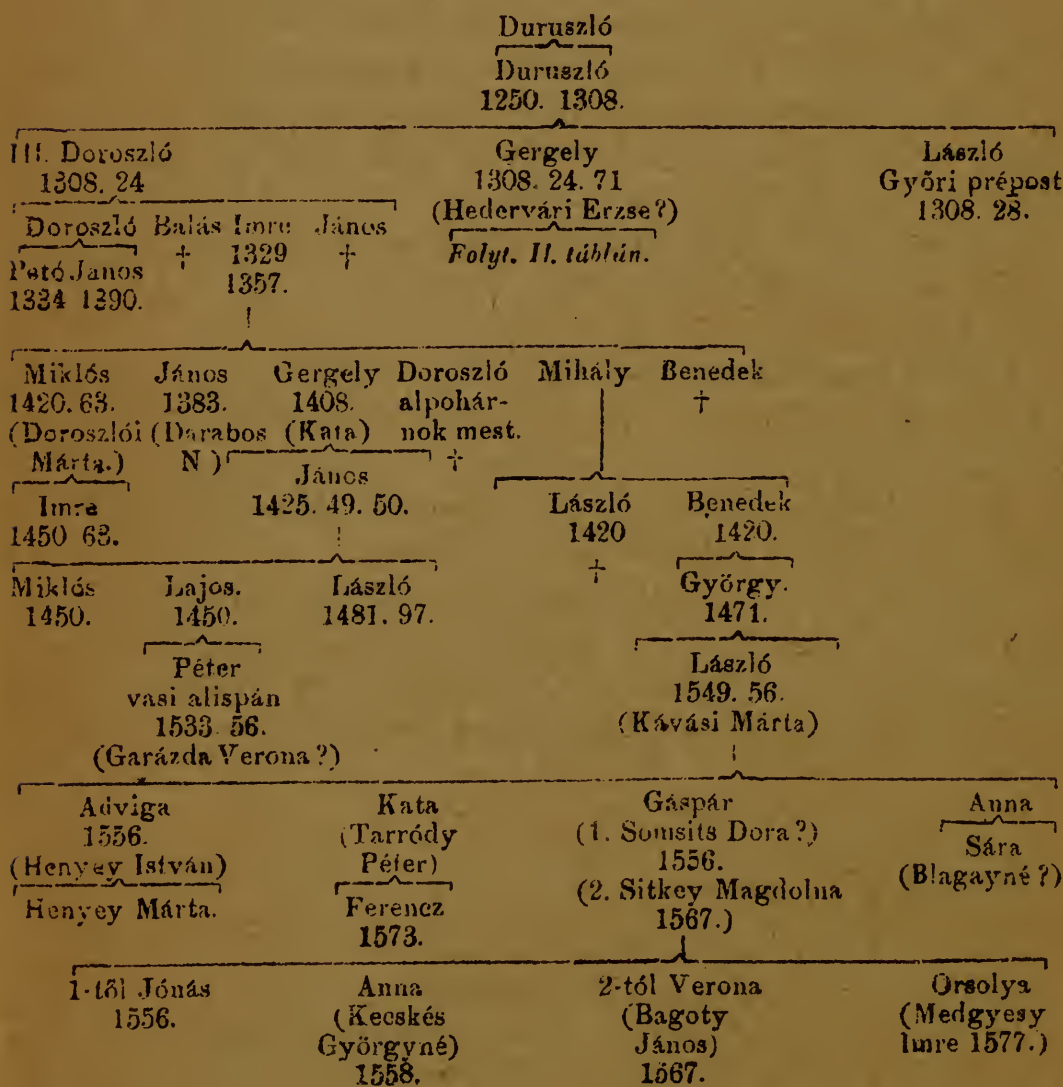 Duruszló
Duruszló
1250. 1308.
III. Doroszló Gergely László
1308. 24 1308. 24. 71 Győri prépost
(Hedervári Erzse?) 1308. 28.
Doroszló Balás Imre János
† 1329 † Folyt. II. táblán.
Pető János 1357.
1334 1390.
Miklós János Gergely Doroszló Mihály Benedek
1420. 63. 1383. 1408. alpohár- †
(Doroszlói (Darabos (Kata) nok mest.
Márta.) N ) †
Imre János László Benedek
1450 63. 1425. 49. 50. 1420 1420.
†
Miklós Lajos. László György.
1450. 1450. 1481. 97. 1471.
Péter László
vasi alispán 1549. 56.
1533. 56. (Kávási Márta)
(Garázda Verona?)
Adviga Kata Gáspár Anna
1556. (Tarródy (1. Somsits Dora?) Sára
(Henyey István) Péter) 1556. (Blagayné?)
Henyey Márta. Ferencz (2. Sitkey Magdolna
1573. 1567.)
1-től Jónás Anna 2-tól Verona Orsolya
1556. (Kecskés (Bagoty (Medgyesy
Györgyné) János) Imre 1577.)
1558. 1567.